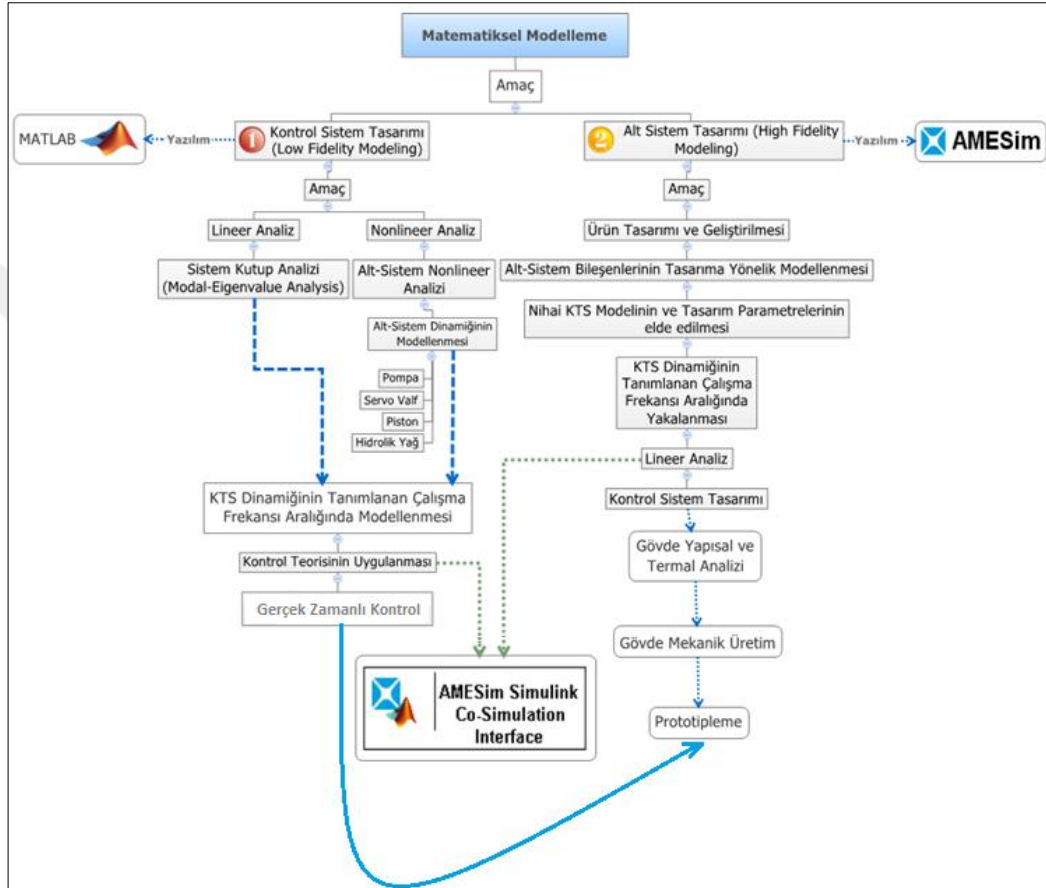 Matematiksel Modelleme
Amaç
MATLAB
Yazılım
1
Kontrol Sistem Tasarımı
(Low Fidelity Modeling)
2
Alt Sistem Tasarımı (High Fidelity
Modeling)
Yazılım
AMESim
Amaç
Lineer Analiz
Nonlineer Analiz
Sistem Kutup Analizi
(Modal-Eigenvalue Analysis)
Alt-Sistem Nonlineer
Analizi
Alt-Sistem Dinamiğinin
Modellenmesi
Pompa
Servo Valf
Piston
Hidrolik Yağ
KTS Dinamiğinin Tanımlanan Çalışma
Frekansı Aralığında Modellenmesi
Kontrol Teorisinin Uygulanması
Gerçek Zamanlı Kontrol
Amaç
Ürün Tasarımı ve Geliştirilmesi
Alt-Sistem Bileşenlerinin Tasarıma Yönelik Modellenmesi
Nihai KTS Modelinin ve Tasarım Parametrelerinin
elde edilmesi
KTS Dinamiğinin
Tanımlanan Çalışma
Frekansı Aralığında
Yakalanması
Lineer Analiz
Kontrol Sistem Tasarımı
Gövde Yapısal ve
Termal Analizi
Gövde Mekanik Üretim
Prototipleme
AMESim Simulink
Co-Simulation
Interface